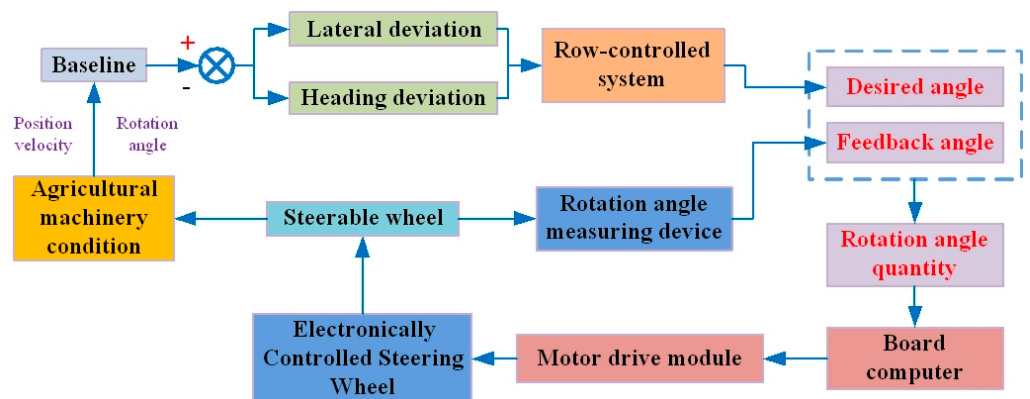 +
Baseline
-
Lateral deviation
Heading deviation
Row-controlled
system
Desired angle
Feedback angle
Position
velocity
Rotation
angle
Agricultural
machinery
condition
Steerable wheel
Rotation angle
measuring device
Rotation angle
quantity
Electronically
Controlled Steering
Wheel
Motor drive module
Board
computer